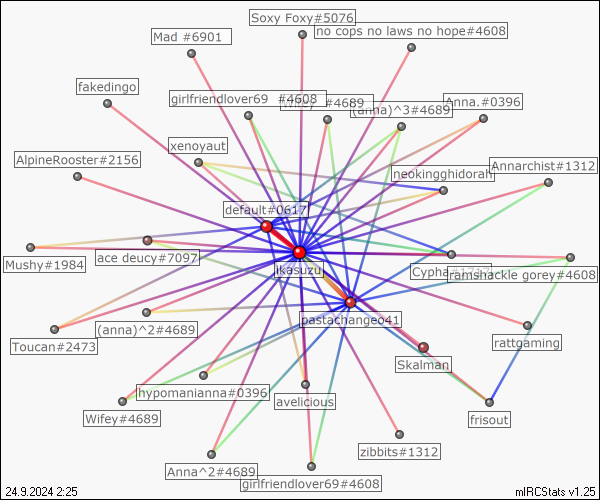 Soxy Foxy#5076
no cops no laws no hope#4608
Mad #6901
fakedingo
girlfriendlover69 #4608
#4689
(anna)^3#4689
Anna.#0396
xenoyaut
AlpineRooster#2156
neokingghidorah
Annarchist#1312
default#0617
Mushy#1984
ace deucy#7097
ikasuzu
ramshackle gorey#4608
pastachangeo41
(anna)^2#4689
Toucan#2473
rattgaming
Skalman
hypomanianna#0396
avelicious
Wifey#4689
frisout
zibbits#1312
Anna^2#4689
girlfriendlover69#4608
24.9.2024 2:25
mIRCStats v1.25